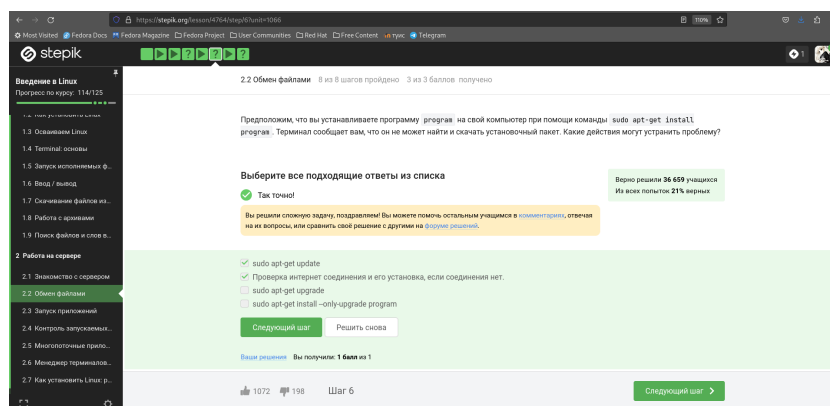 https://stepik.org/lesson/4764/step/6?unit=1066
110%
Most Visited Fedora Docs Fedora Magazine Fedora Project User Communities Red Hat Free Content Telegram
stepik
1
Введение в Linux
Прогресс по курсу: 114/125
1.3 Осваиваем Linux
1.4 Terminal: основы
1.5 Запуск исполняемых ф...
1.6 Ввод / вывод
1.7 Скачивание файлов из...
1.8 Работа с архивами
1.9 Поиск файлов и слов в...
2 Работа на сервере
2.1 Знакомство с сервером
2.2 Обмен файлами
2.3 Запуск приложений
2.4 Контроль запускаемых...
2.5 Многопоточные прило...
2.6 Менеджер терминалов...
2.7 Как установить Linux: р...
2.2 Обмен файлами 8 из 8 шагов пройдено 3 из 3 баллов получено
Предположим, что вы устанавливаете программу program на свой компьютер при помощи команды sudo apt-get install
program . Терминал сообщает вам, что он не может найти и скачать установочный пакет. Какие действия могут устранить проблему?
Выберите все подходящие ответы из списка
Так точно!
Верно решили 36 659 учащихся
Из всех попыток 21% верных
Вы решили сложную задачу, поздравляем! Вы можете помочь остальным учащимся в комментариях, отвечая
на их вопросы, или сравнить своё решение с другими на форуме решений.
sudo apt-get update
Проверка интернет соединения и его установка, если соединения нет.
sudo apt-get upgrade
sudo apt-get install –only-upgrade program
Следующий шаг Решить снова
Ваши решения Вы получили: 1 балл из 1
1072 198 Шаг 6
Следующий шаг